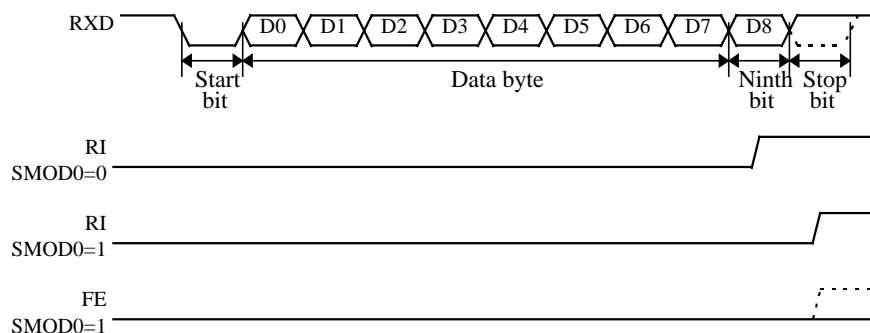 RXD D0 D1 D2 D3 D4 D5 D6 D7 D8
Start bit Data byte Ninth bit Stop bit
RI
SMOD0=0
RI
SMOD0=1
FE
SMOD0=1